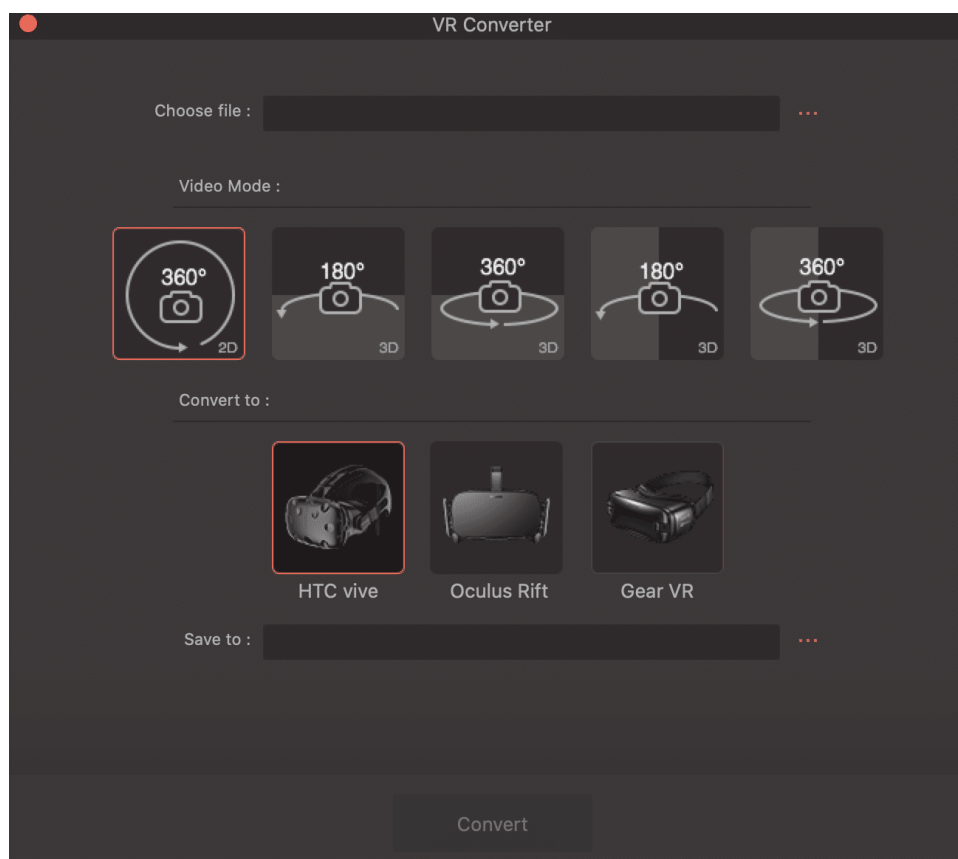 VR Converter
Choose file :
...
Video Mode :
360° 180° 360° 180° 360°
2D 3D 3D 3D 3D
Convert to :
HTC vive Oculus Rift Gear VR
Save to :
...
Convert